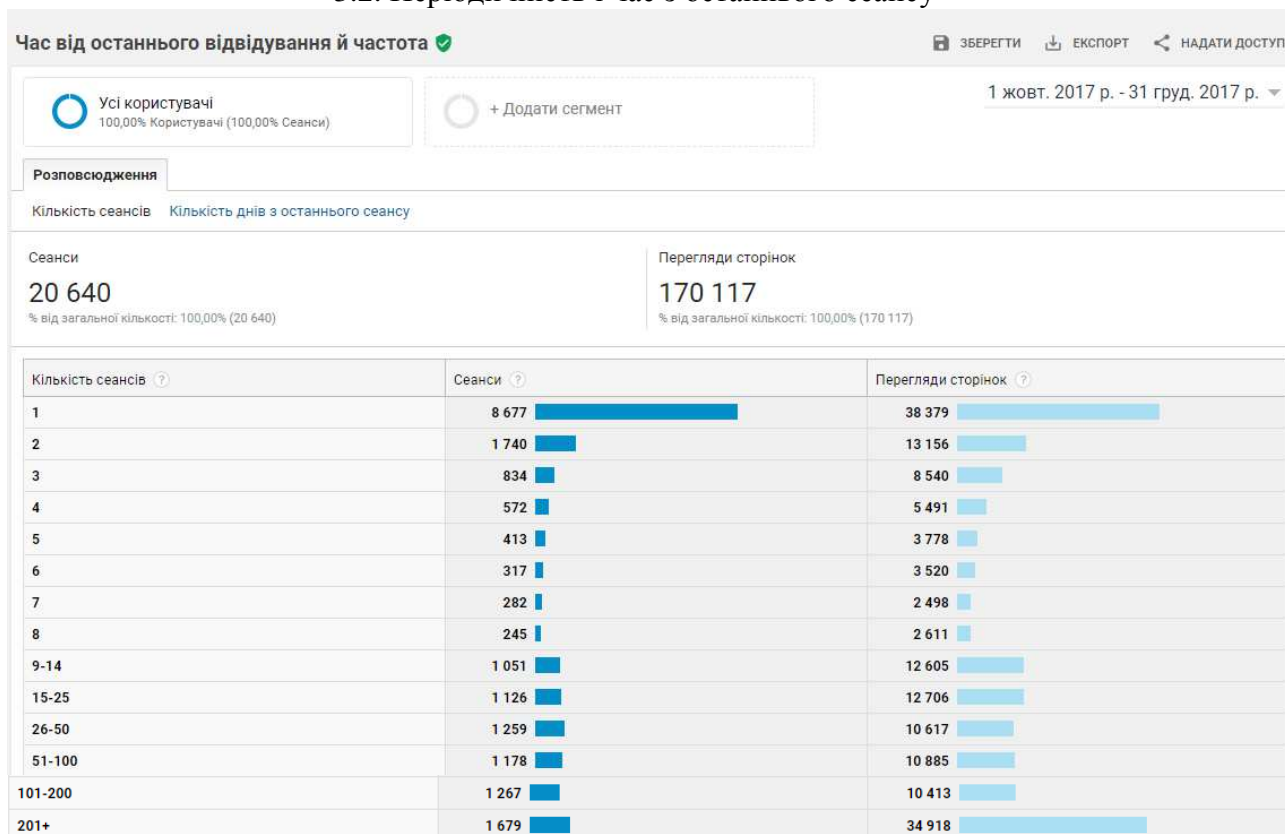 3.2. Періодичність і час з останнього сеансу
Час від останнього відвідування й частота
ЗБЕРЕГТИ ЕКСПОРТ НАДАТИ ДОСТУП
Усі користувачі
100,00% Користувачі (100,00% Сеанси)
+ Додати сегмент
1 жовт. 2017 р. - 31 груд. 2017 р.
Розповсюдження
Кількість сеансів Кількість днів з останнього сеансу
Сеанси Перегляди сторінок
20 640 170 117
% від загальної кількості: 100,00% (20 640) % від загальної кількості: 100,00% (170 117)
Кількість сеансів ? Сеанси ? Перегляди сторінок ?
1 8 677 38 379
2 1 740 13 156
3 834 8 540
4 572 5 491
5 413 3 778
6 317 3 520
7 282 2 498
8 245 2 611
9-14 1 051 12 605
15-25 1 126 12 706
26-50 1 259 10 617
51-100 1 178 10 885
101-200 1 267 10 413
201+ 1 679 34 918